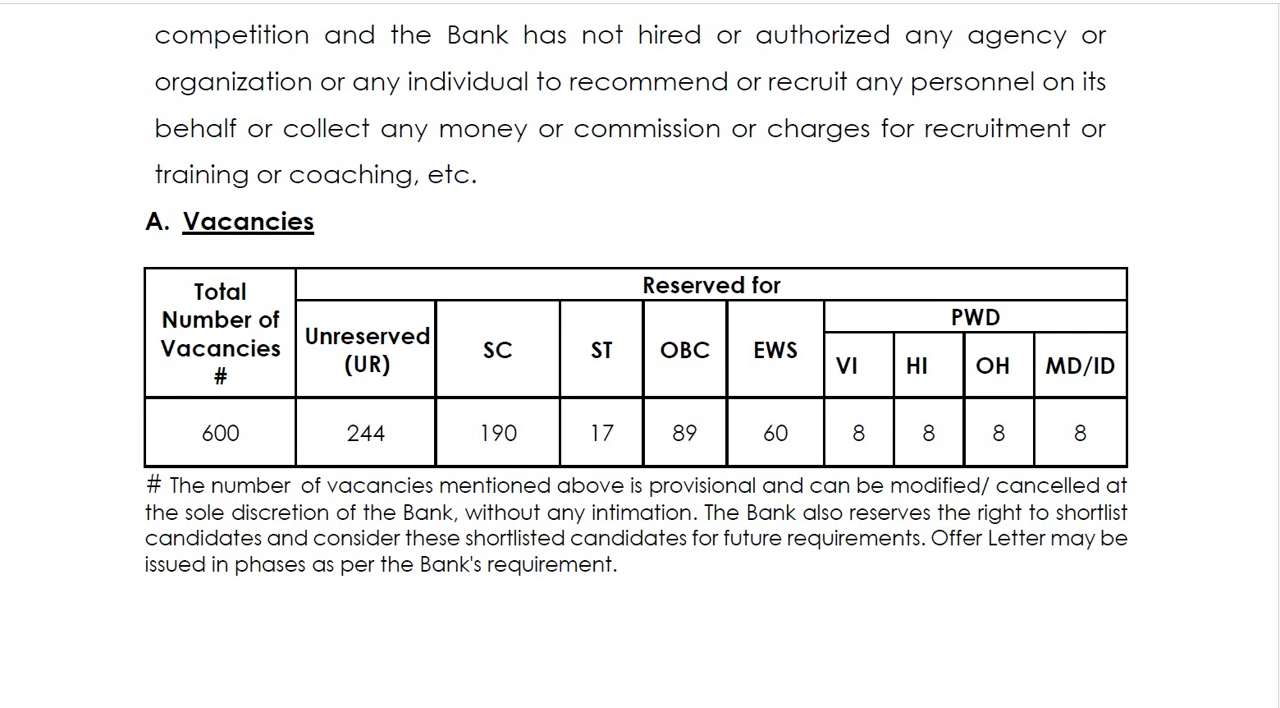 competition and the Bank has not hired or authorized any agency or
organization or any individual to recommend or recruit any personnel on its
behalf or collect any money or commission or charges for recruitment or
training or coaching, etc.
A. Vacancies
Total Number of Vacancies #
Reserved for
Unreserved (UR)
SC
ST
OBC
EWS
PWD
VI
HI
OH
MD/ID
600
244
190
17
89
60
8
8
8
8
# The number of vacancies mentioned above is provisional and can be modified/ cancelled at
the sole discretion of the Bank, without any intimation. The Bank also reserves the right to shortlist
candidates and consider these shortlisted candidates for future requirements. Offer Letter may be
issued in phases as per the Bank's requirement.